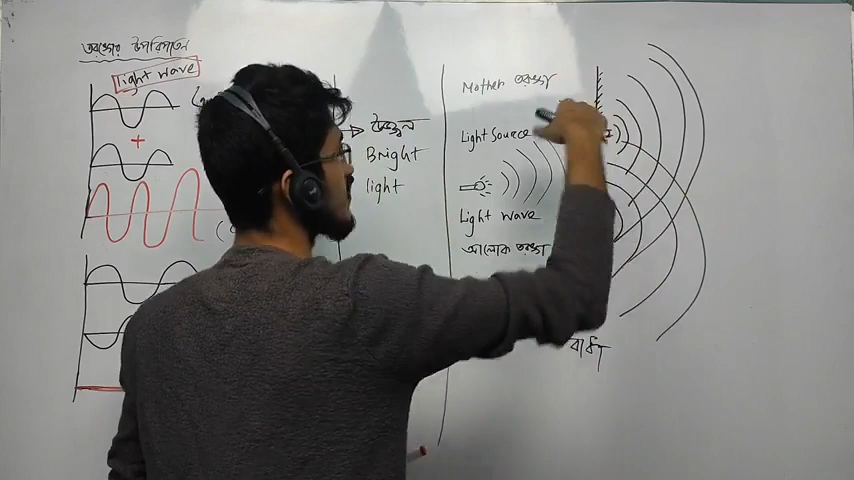 তরঙ্গের উপরিপাতন
light wave
+
উজ্জ্বল
Bright
light
Mother তরঙ্গ
Light Source
Light wave
আলোক তরঙ্গ
বাধা